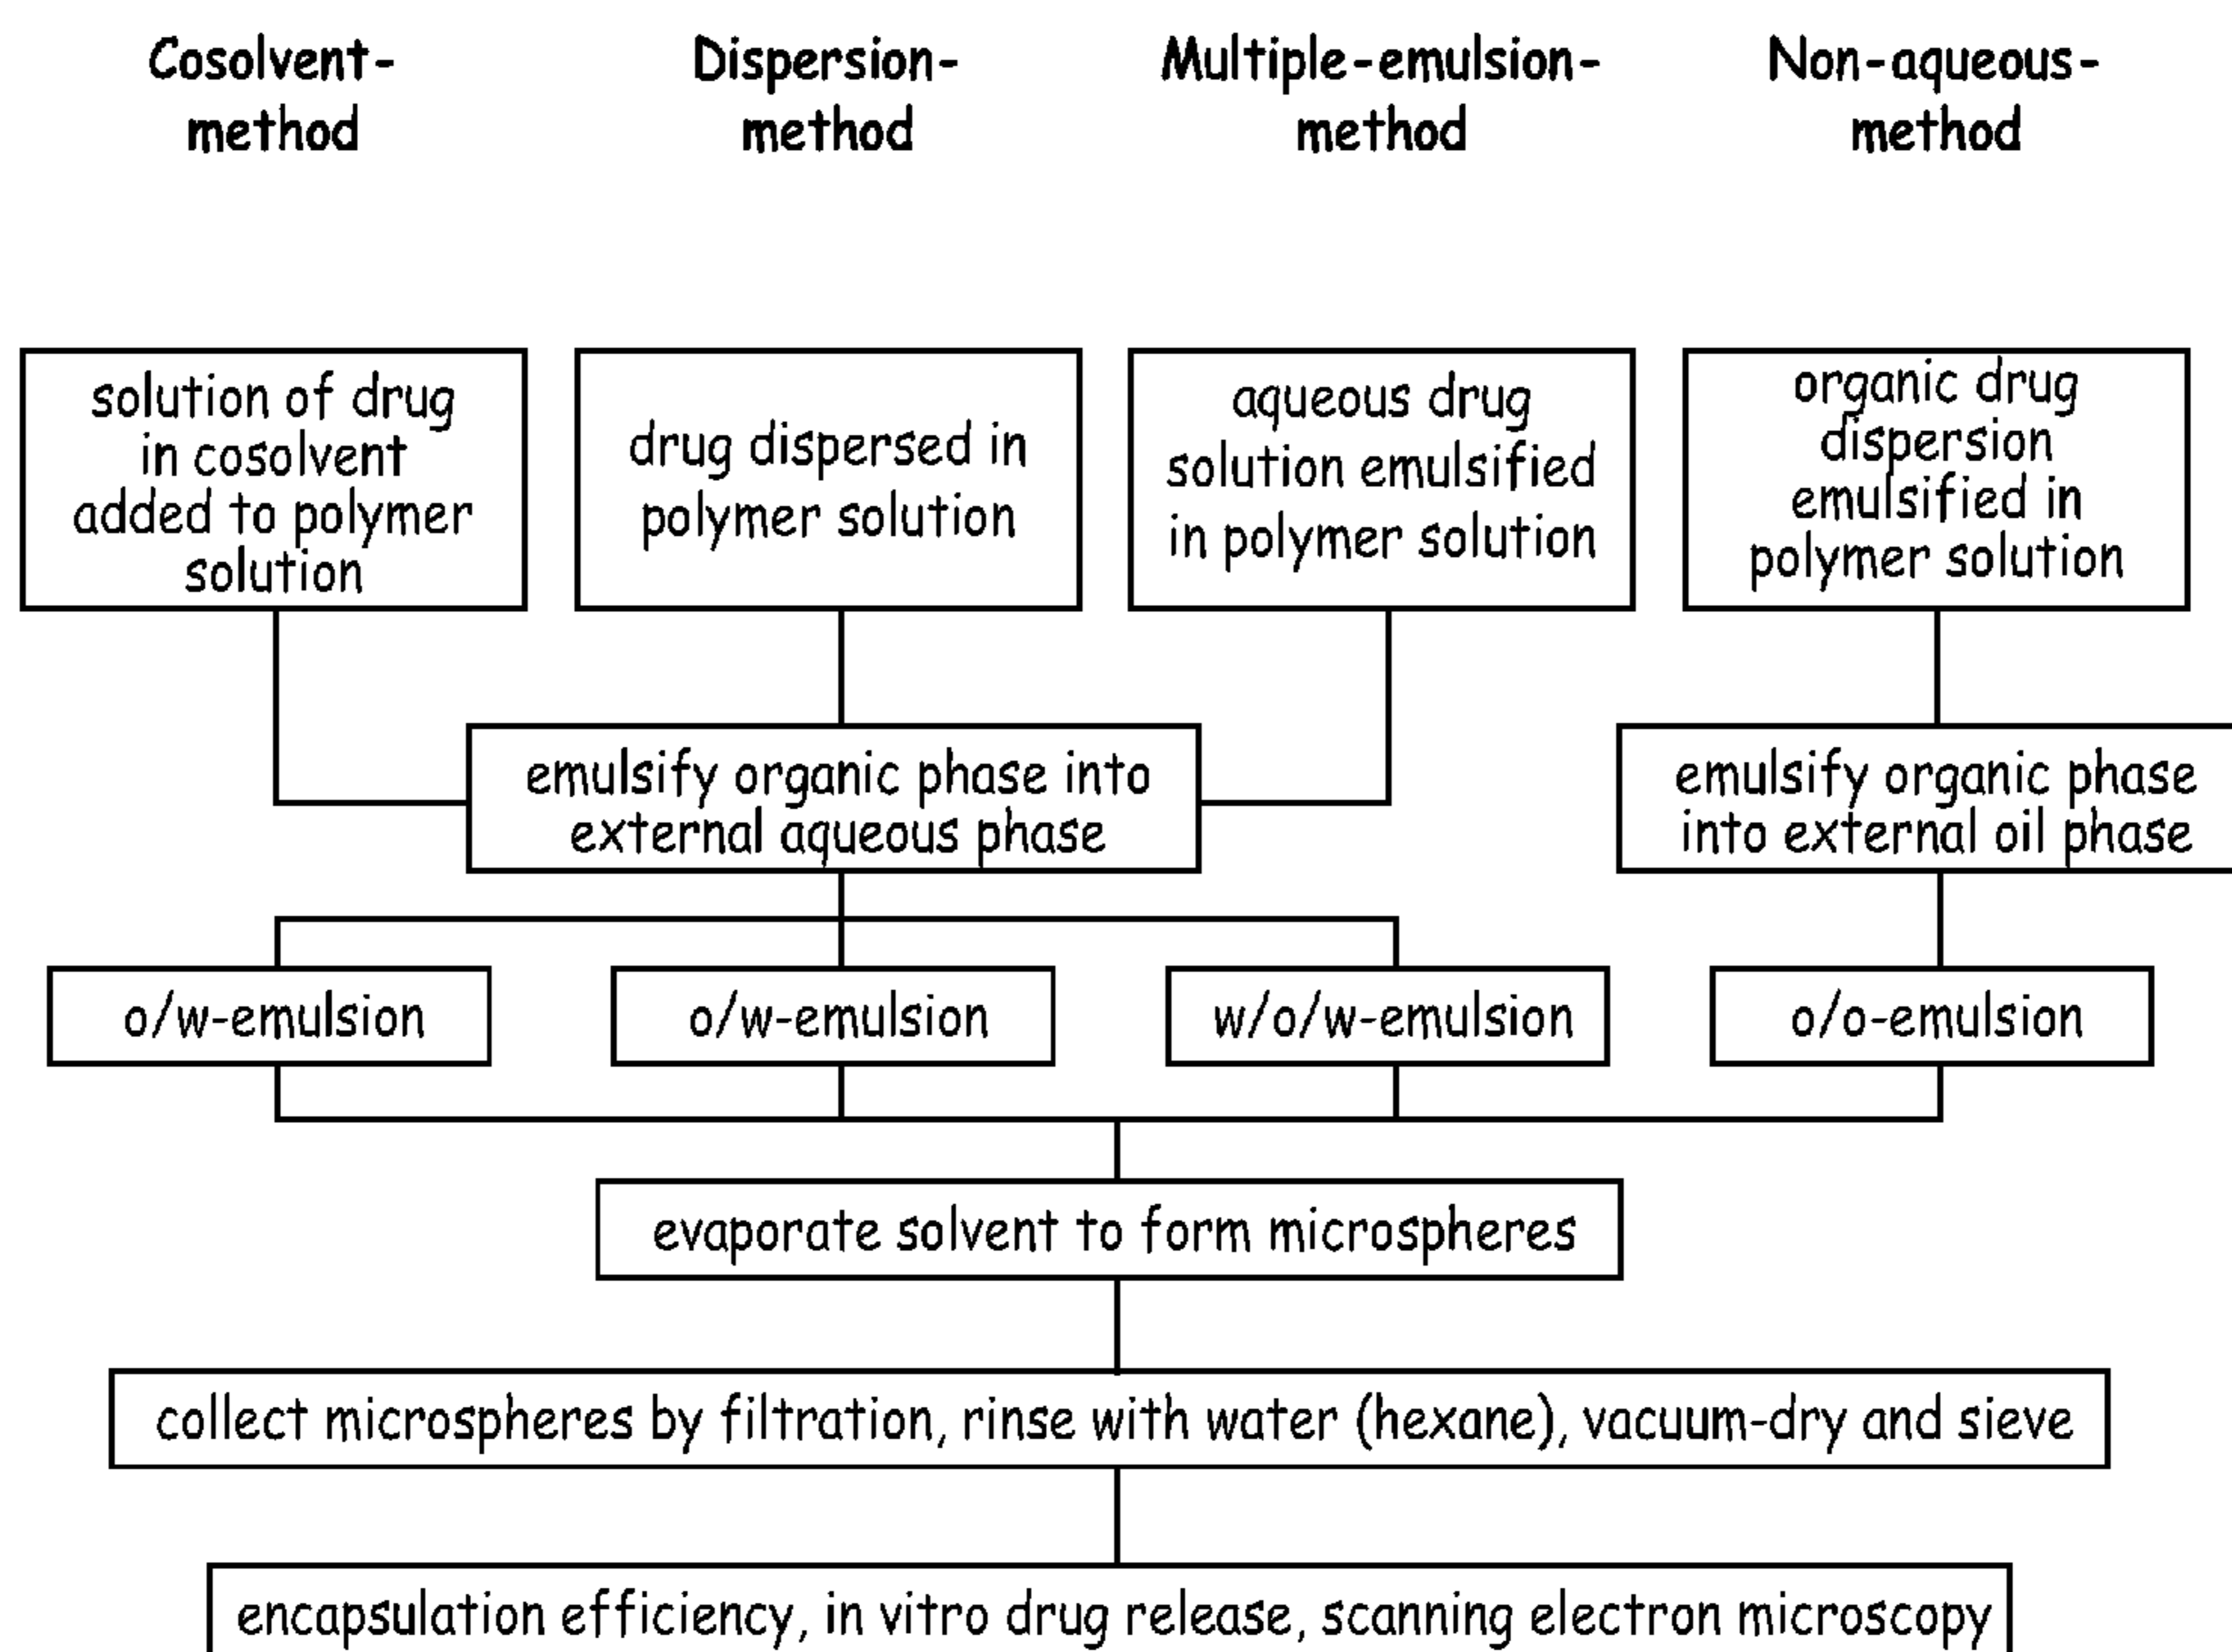 Cosolvent-
method
Dispersion-
method
Multiple-emulsion-
method
Non-aqueous-
method
solution of drug
in cosolvent
added to polymer
solution
drug dispersed in
polymer solution
aqueous drug
solution emulsified
in polymer solution
organic drug
dispersion
emulsified in
polymer solution
emulsify organic phase into
external aqueous phase
emulsify organic phase
into external oil phase
o/w-emulsion
o/w-emulsion
w/o/w-emulsion
o/o-emulsion
evaporate solvent to form microspheres
collect microspheres by filtration, rinse with water (hexane), vacuum-dry and sieve
encapsulation efficiency, in vitro drug release, scanning electron microscopy